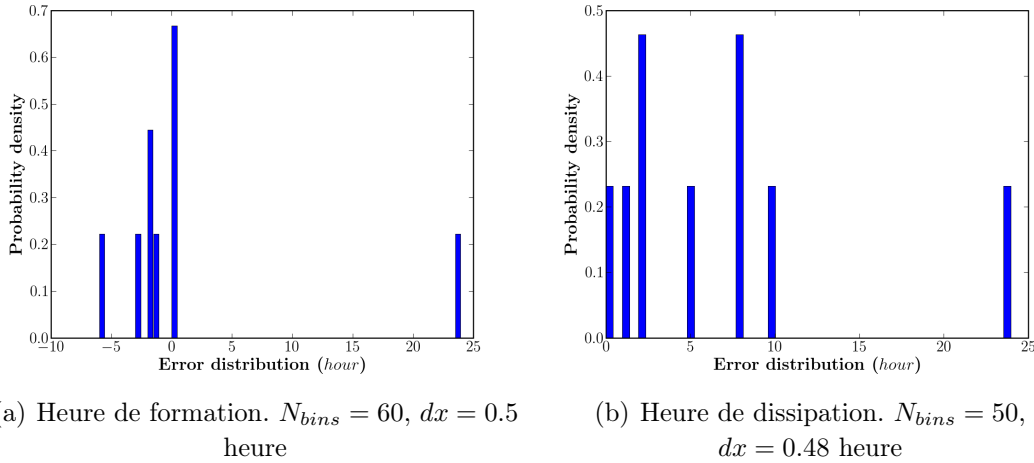 0.7
0.6
0.5
0.4
0.3
0.2
0.1
0.0
Probability density
−10 −5 0 5 10 15 20 25
Error distribution (hour)
a) Heure de formation. N_bins = 60, dx = 0.5
heure
0.5
0.4
0.3
0.2
0.1
0.0
Probability density
0 5 10 15 20 25
Error distribution (hour)
(b) Heure de dissipation. N_bins = 50,
dx = 0.48 heure